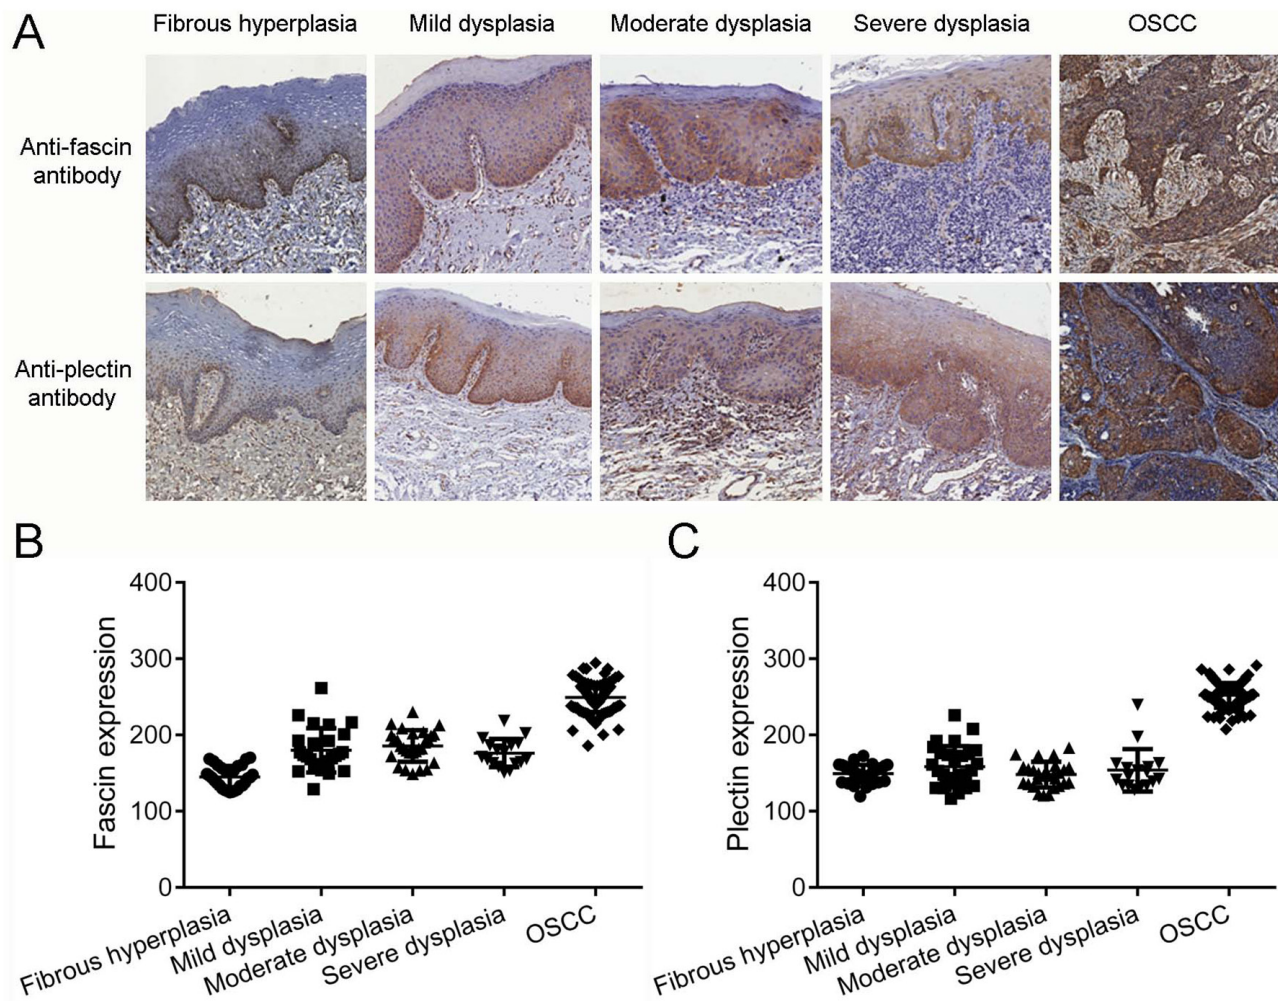 A
Fibrous hyperplasia
Mild dysplasia
Moderate dysplasia
Severe dysplasia
OSCC
Anti-fascin
antibody
Anti-plectin
antibody
B
Fascin expression
400
300
200
100
0
Fibrous hyperplasia
Mild dysplasia
Moderate dysplasia
Severe dysplasia
OSCC
C
Plectin expression
400
300
200
100
0
Fibrous hyperplasia
Mild dysplasia
Moderate dysplasia
Severe dysplasia
OSCC